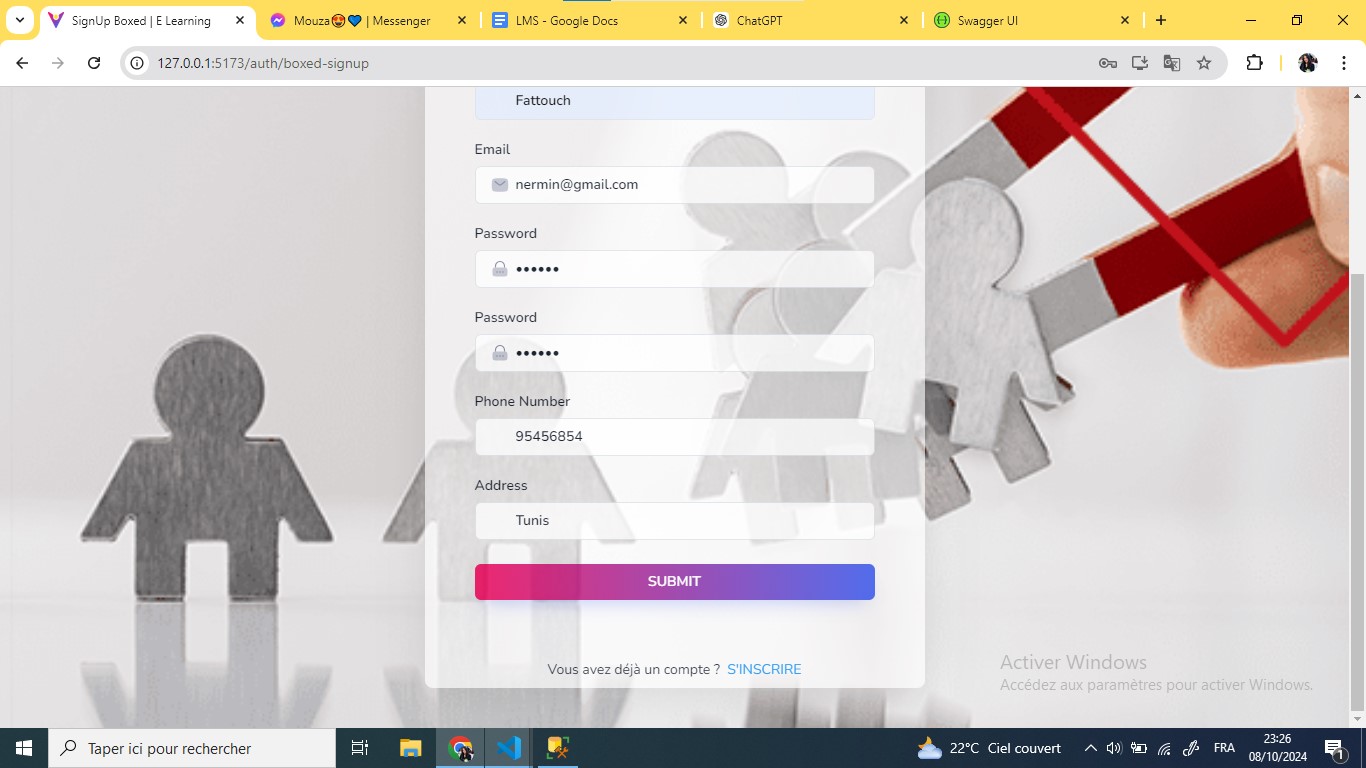 SignUp Boxed | E Learning
Mouza😍💙 | Messenger
LMS - Google Docs
ChatGPT
Swagger UI
127.0.0.1:5173/auth/boxed-signup
Fattouch
Email
nermin@gmail.com
Password
••••••
Password
••••••
Phone Number
95456854
Address
Tunis
SUBMIT
Vous avez déjà un compte ? S'INSCRIRE
Activer Windows
Accédez aux paramètres pour activer Windows.
Taper ici pour rechercher
22°C Ciel couvert
FRA
23:26
08/10/2024
1